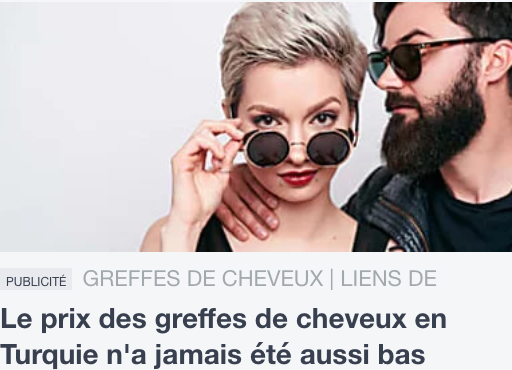 PUBLICITÉ GREFFES DE CHEVEUX | LIENS DE
Le prix des greffes de cheveux en
Turquie n'a jamais été aussi bas